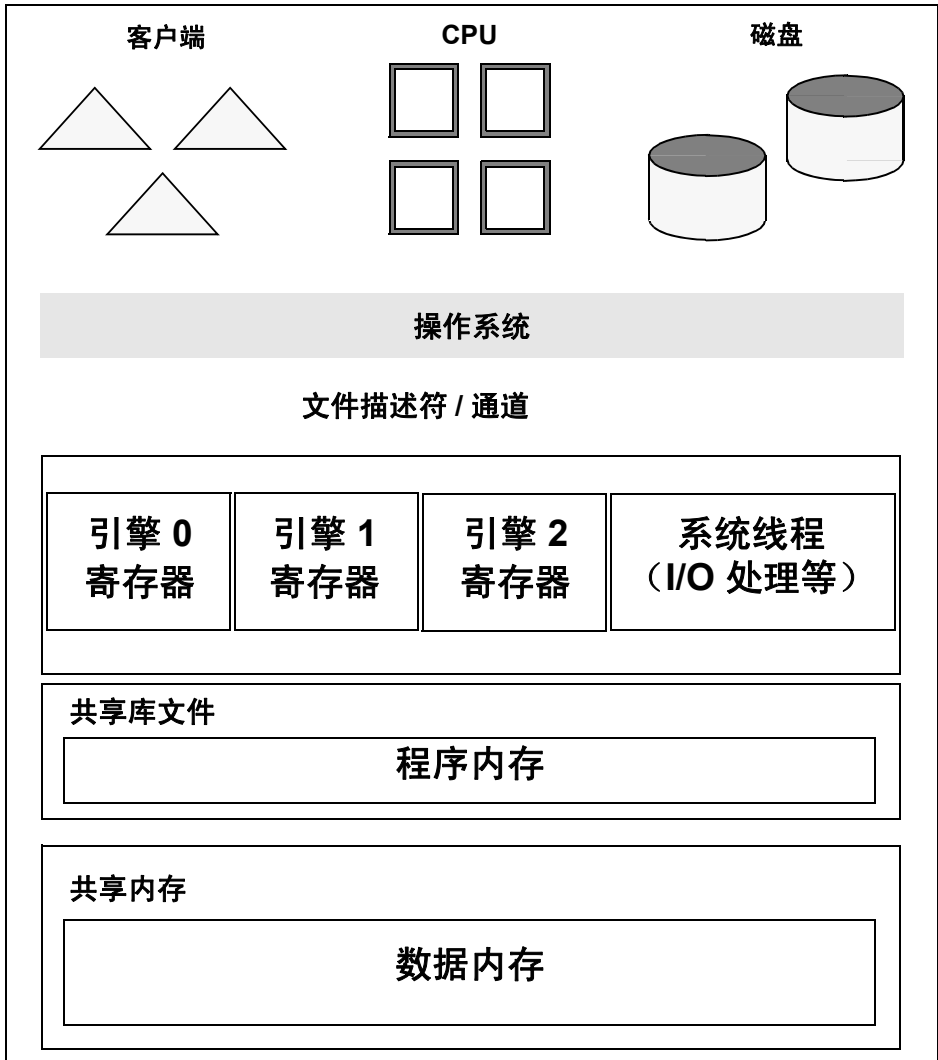 客户端
CPU
磁盘
操作系统
文件描述符 / 通道
引擎 0
寄存器
引擎 1
寄存器
引擎 2
寄存器
系统线程
（I/O 处理等）
共享库文件
程序内存
共享内存
数据内存